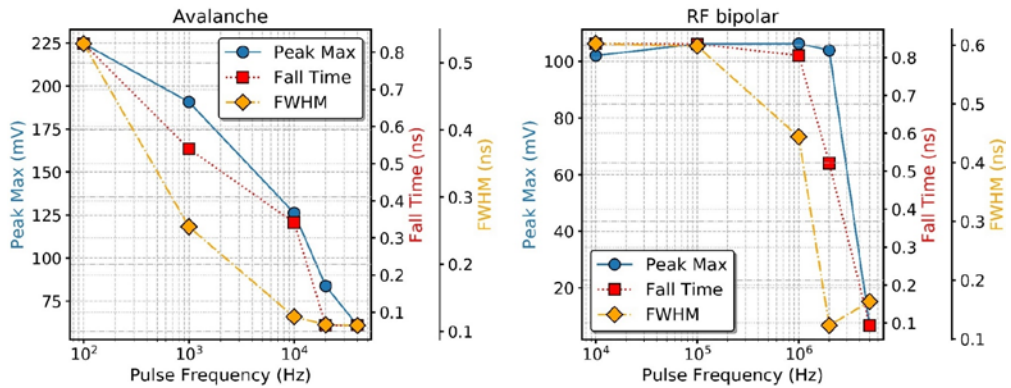 Avalanche
225
200
175
150
125
100
75
Peak Max (mV)
Peak Max
Fall Time
FWHM
0.8
0.7
0.6
0.5
0.4
0.3
0.2
0.1
Fall Time (ns)
0.5
0.4
0.3
0.2
0.1
FWHM (ns)
10² 10³ 10⁴
Pulse Frequency (Hz)
RF bipolar
100
80
60
40
20
Peak Max (mV)
Peak Max
Fall Time
FWHM
0.8
0.7
0.6
0.5
0.4
0.3
0.2
0.1
Fall Time (ns)
0.6
0.5
0.4
0.3
0.2
0.1
FWHM (ns)
10⁴ 10⁵ 10⁶
Pulse Frequency (Hz)